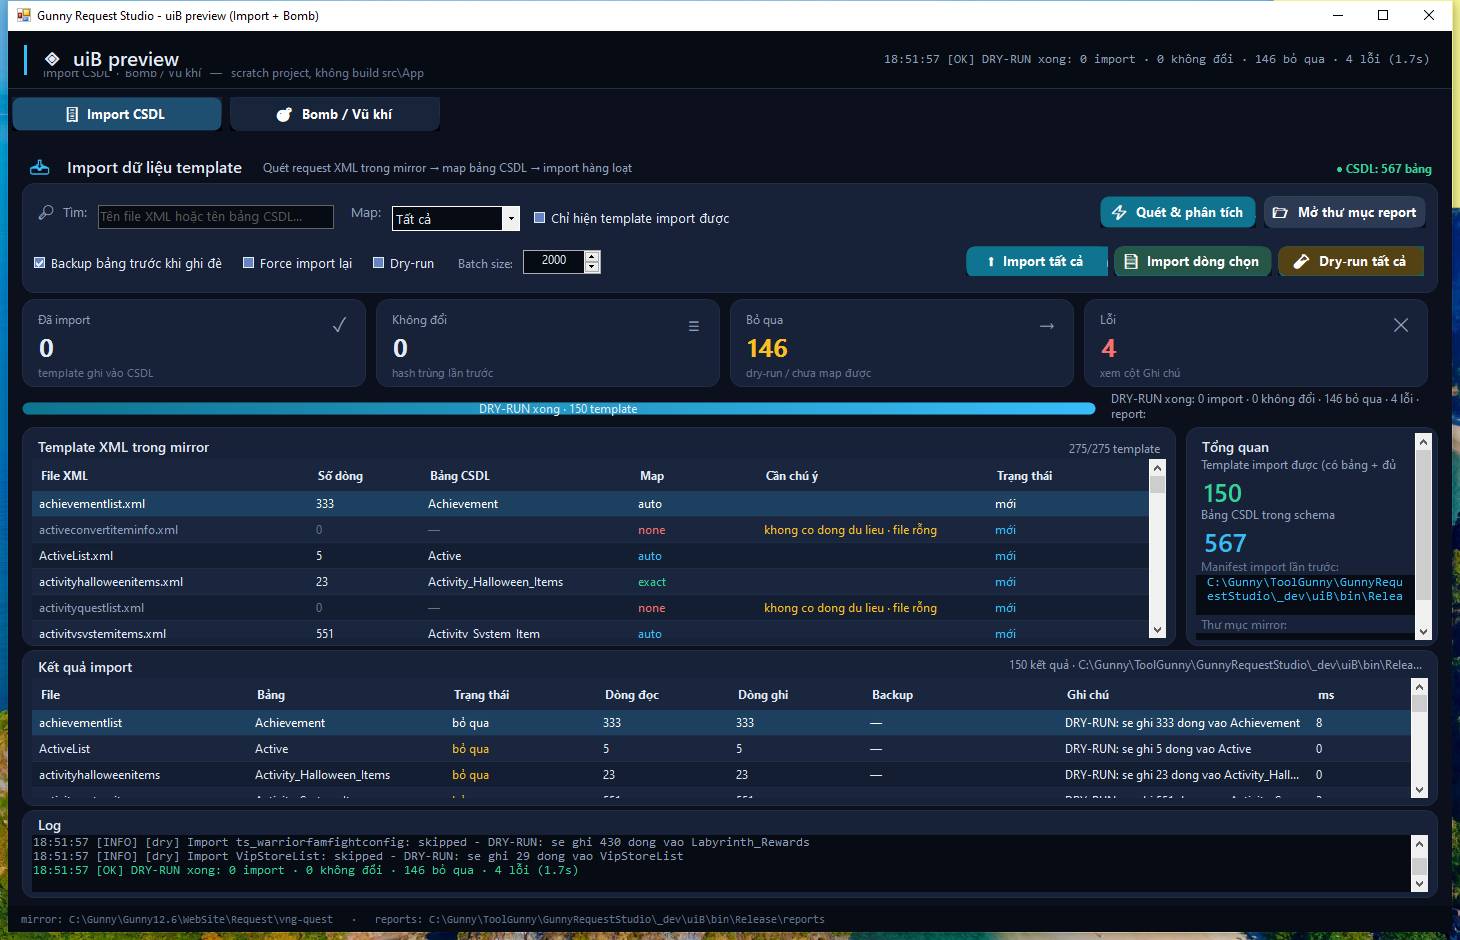 Gunny Request Studio - uiB preview (Import + Bomb)
uiB preview
Import CSDL · Bomb / Vũ khí — scratch project, không build src\App
18:51:57 [OK] DRY-RUN xong: 0 import · 0 không đổi · 146 bỏ qua · 4 lỗi (1.7s)
Import CSDL
Bomb / Vũ khí
Import dữ liệu template
Quét request XML trong mirror → map bảng CSDL → import hàng loạt
• CSDL: 567 bảng
Tìm:
Tên file XML hoặc tên bảng CSDL...
Map:
Tất cả
Chỉ hiện template import được
Quét & phân tích
Mở thư mục report
Backup bảng trước khi ghi đè
Force import lại
Dry-run
Batch size:
2000
Import tất cả
Import dòng chọn
Dry-run tất cả
Đã import
0
template ghi vào CSDL
Không đổi
0
hash trùng lần trước
Bỏ qua
146
dry-run / chưa map được
Lỗi
4
xem cột Ghi chú
DRY-RUN xong · 150 template
DRY-RUN xong: 0 import · 0 không đổi · 146 bỏ qua · 4 lỗi ·
report:
Template XML trong mirror
275/275 template
File XML Số dòng Bảng CSDL Map Cần chú ý Trạng thái
achievementlist.xml 333 Achievement auto mới
activeconvertiteminfo.xml 0 — none khong co dong du lieu · file rỗng mới
ActiveList.xml 5 Active auto mới
activityhalloweenitems.xml 23 Activity_Halloween_Items exact mới
activityquestlist.xml 0 — none khong co dong du lieu · file rỗng mới
activitysystemitems.xml 551 Activity_System_Item auto mới
Tổng quan
Template import được (có bảng + đủ
150
Bảng CSDL trong schema
567
Manifest import lần trước:
C:\Gunny\ToolGunny\GunnyRequ
estStudio\_dev\uiB\bin\Relea
Thư mục mirror:
Kết quả import
150 kết quả · C:\Gunny\ToolGunny\GunnyRequestStudio\_dev\uiB\bin\Relea...
File Bảng Trạng thái Dòng đọc Dòng ghi Backup Ghi chú ms
achievementlist Achievement bỏ qua 333 333 — DRY-RUN: se ghi 333 dong vao Achievement 8
ActiveList Active bỏ qua 5 5 — DRY-RUN: se ghi 5 dong vao Active 0
activityhalloweenitems Activity_Halloween_Items bỏ qua 23 23 — DRY-RUN: se ghi 23 dong vao Activity_Hall... 0
Log
18:51:57 [INFO] [dry] Import ts_warriorfamfightconfig: skipped - DRY-RUN: se ghi 430 dong vao Labyrinth_Rewards
18:51:57 [INFO] [dry] Import VipStoreList: skipped - DRY-RUN: se ghi 29 dong vao VipStoreList
18:51:57 [OK] DRY-RUN xong: 0 import · 0 không đổi · 146 bỏ qua · 4 lỗi (1.7s)
mirror: C:\Gunny\Gunny12.6\WebSite\Request\vng-quest · reports: C:\Gunny\ToolGunny\GunnyRequestStudio\_dev\uiB\bin\Release\reports